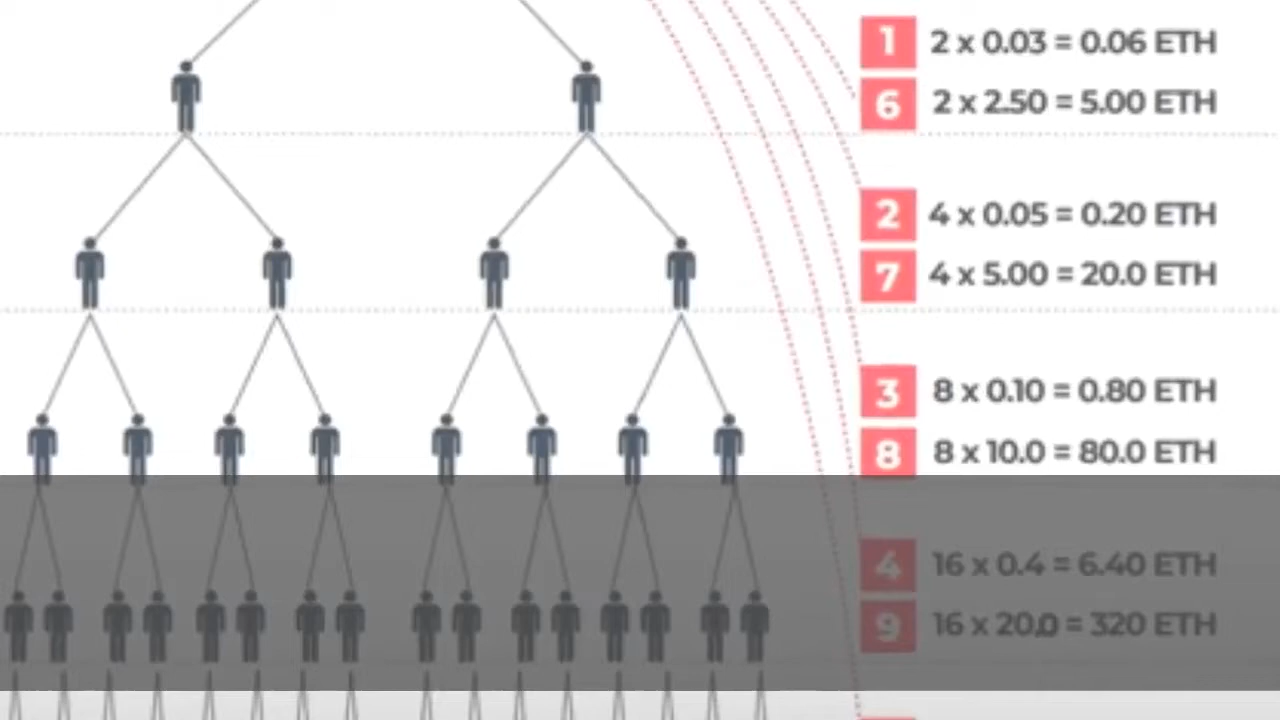 1 2 x 0.03 = 0.06 ETH
6 2 x 2.50 = 5.00 ETH
2 4 x 0.05 = 0.20 ETH
7 4 x 5.00 = 20.0 ETH
3 8 x 0.10 = 0.80 ETH
8 8 x 10.0 = 80.0 ETH
4 16 x 0.4 = 6.40 ETH
9 16 x 20.0 = 320 ETH